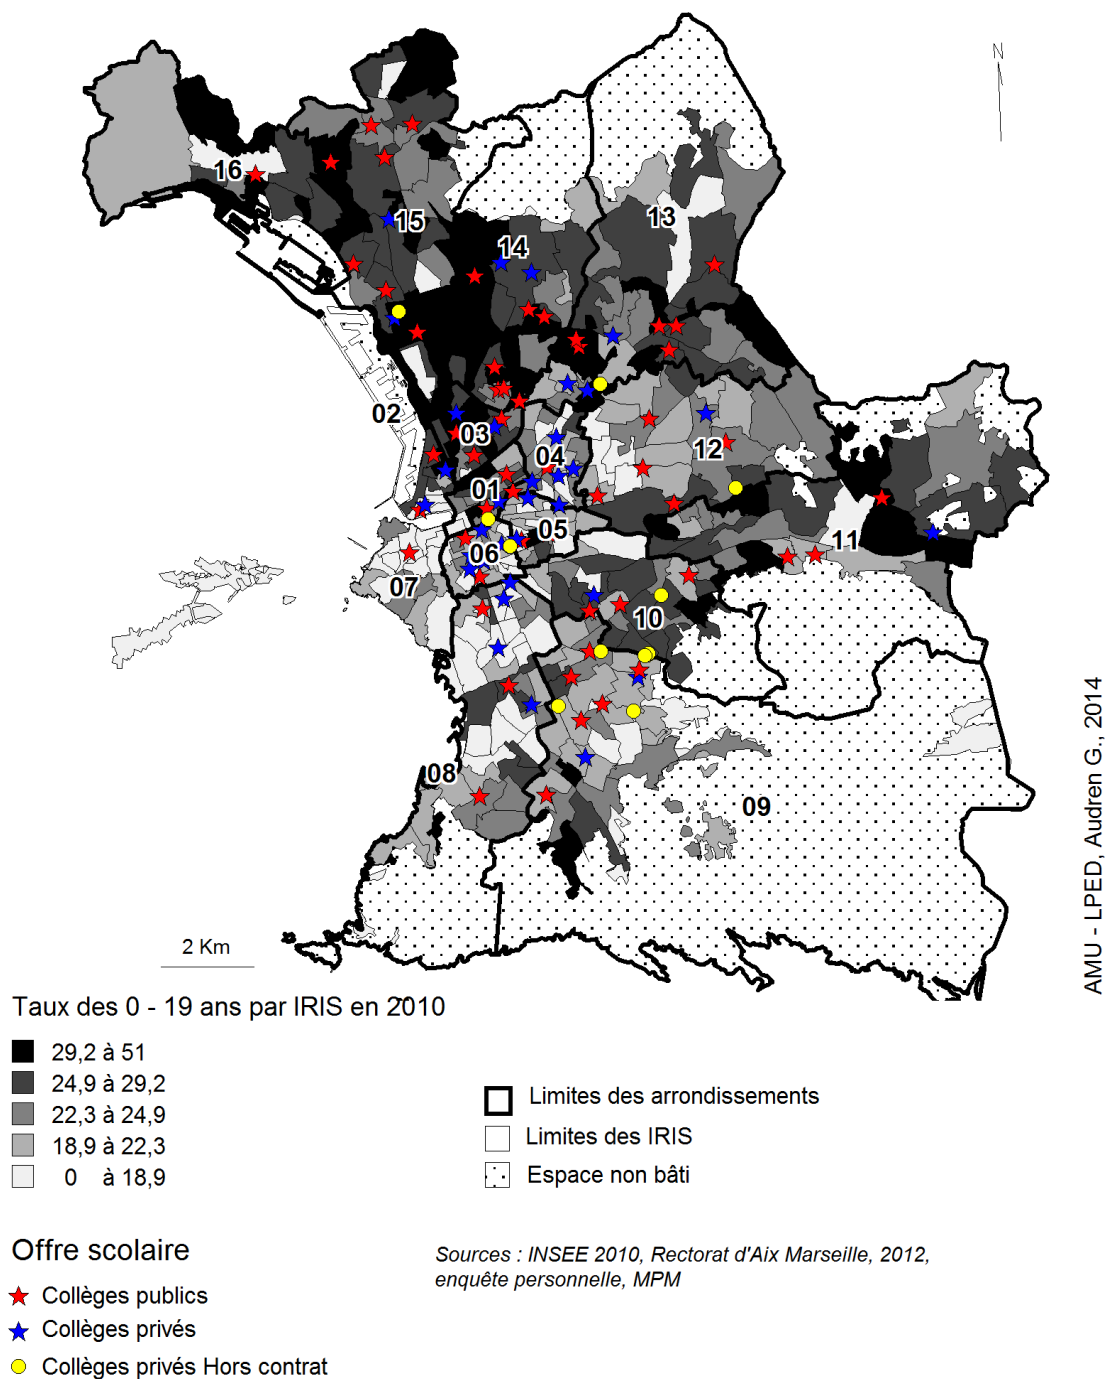 N
16
15
14
13
02
03
04
12
01
05
06
11
07
10
08
09
2 Km
AMU - LPED, Audren G., 2014
Taux des 0 - 19 ans par IRIS en 2010
29,2 à 51
24,9 à 29,2
22,3 à 24,9
18,9 à 22,3
0 à 18,9
Limites des arrondissements
Limites des IRIS
Espace non bâti
Offre scolaire
Collèges publics
Collèges privés
Collèges privés Hors contrat
Sources : INSEE 2010, Rectorat d'Aix Marseille, 2012,
enquête personnelle, MPM